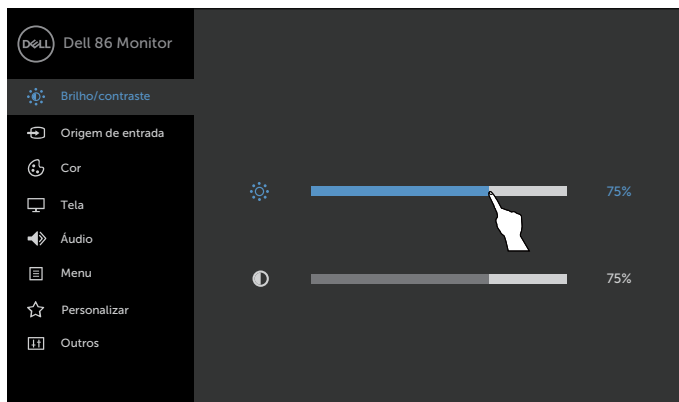 DELL
Dell 86 Monitor
Brilho/contraste
Origem de entrada
Cor
Tela
Áudio
Menu
Personalizar
Outros
75%
75%